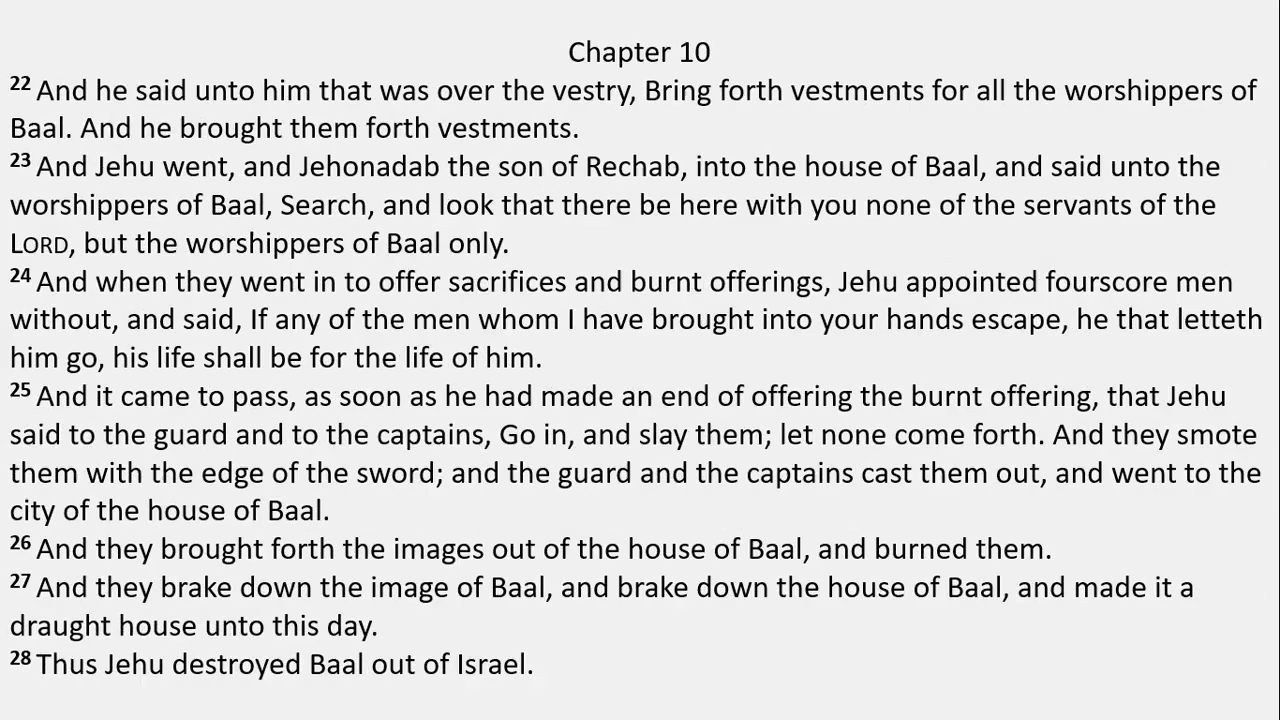 Chapter 10
22 And he said unto him that was over the vestry, Bring forth vestments for all the worshippers of
Baal. And he brought them forth vestments.
23 And Jehu went, and Jehonadab the son of Rechab, into the house of Baal, and said unto the
worshippers of Baal, Search, and look that there be here with you none of the servants of the
LORD, but the worshippers of Baal only.
24 And when they went in to offer sacrifices and burnt offerings, Jehu appointed fourscore men
without, and said, If any of the men whom I have brought into your hands escape, he that letteth
him go, his life shall be for the life of him.
25 And it came to pass, as soon as he had made an end of offering the burnt offering, that Jehu
said to the guard and to the captains, Go in, and slay them; let none come forth. And they smote
them with the edge of the sword; and the guard and the captains cast them out, and went to the
city of the house of Baal.
26 And they brought forth the images out of the house of Baal, and burned them.
27 And they brake down the image of Baal, and brake down the house of Baal, and made it a
draught house unto this day.
28 Thus Jehu destroyed Baal out of Israel.